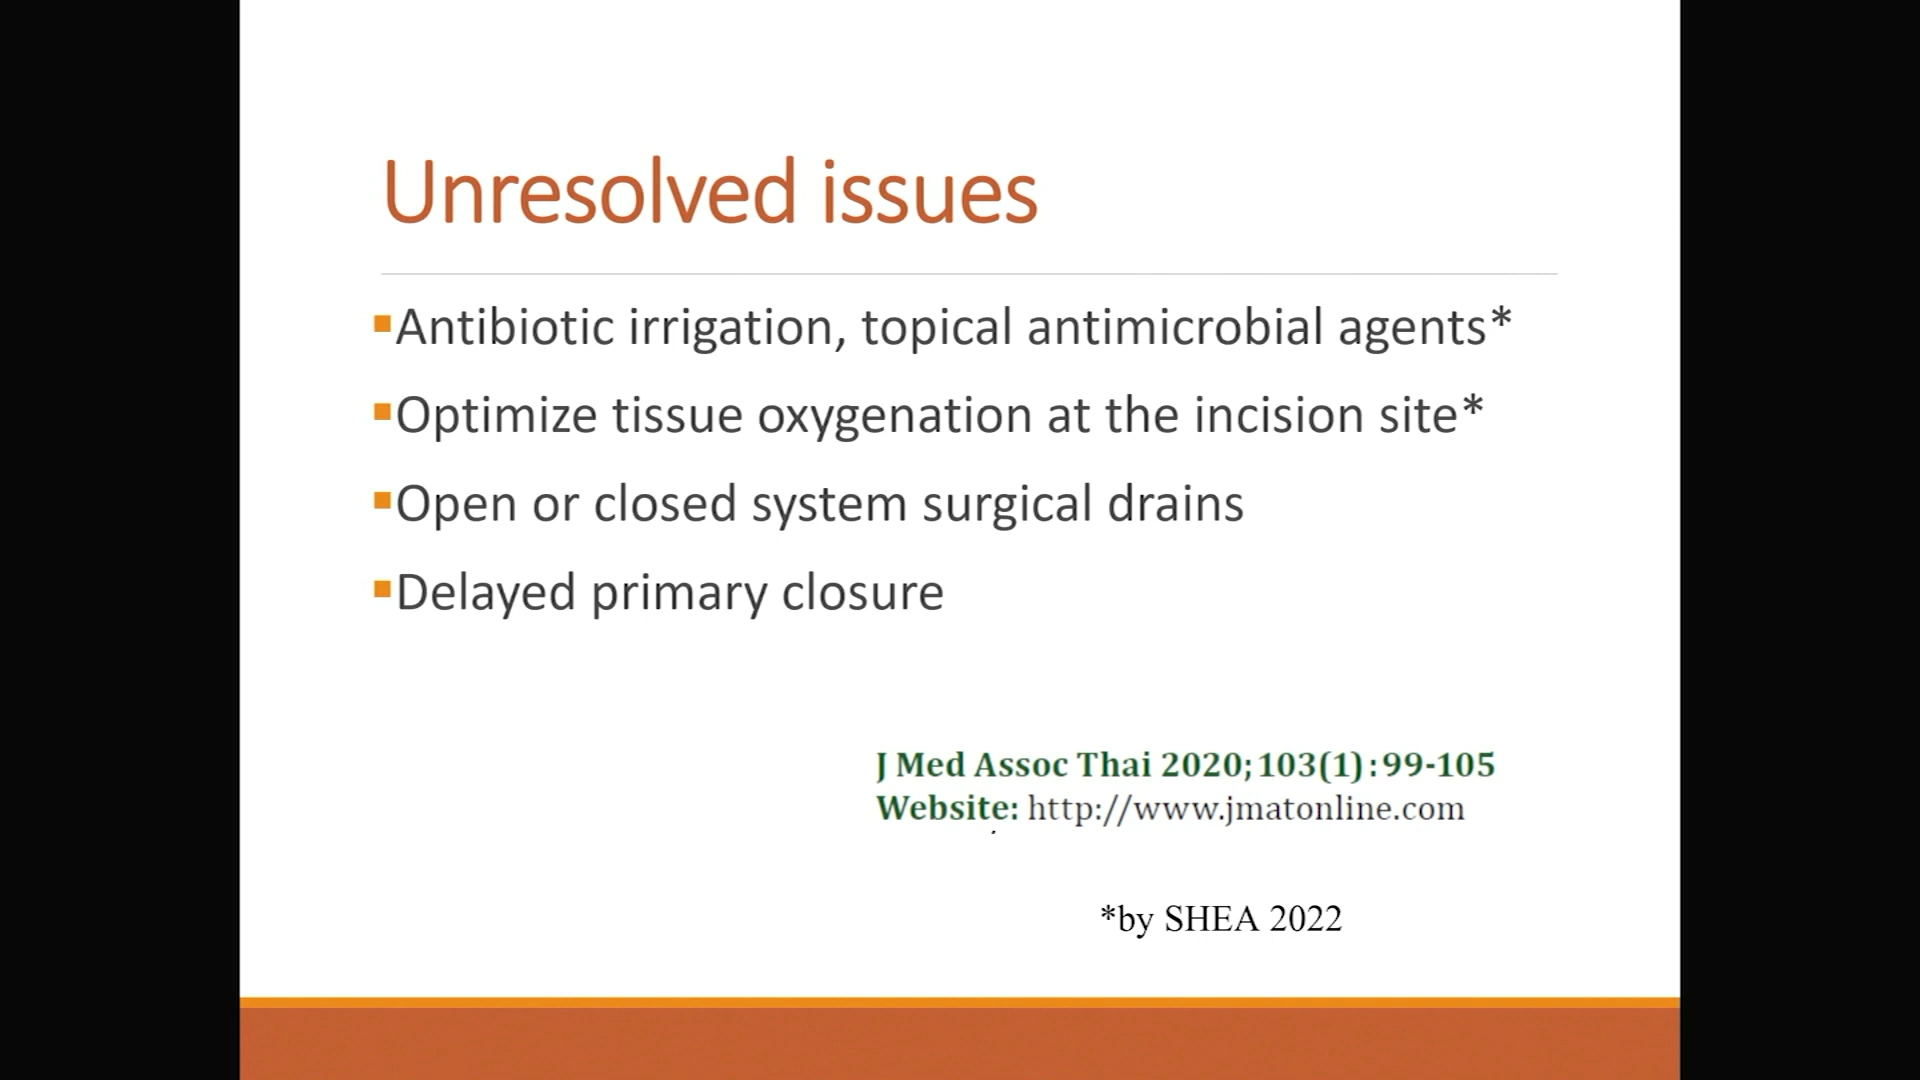 Unresolved issues
▪Antibiotic irrigation, topical antimicrobial agents*
▪Optimize tissue oxygenation at the incision site*
▪Open or closed system surgical drains
▪Delayed primary closure
J Med Assoc Thai 2020;103(1):99-105
Website: http://www.jmatonline.com
*by SHEA 2022